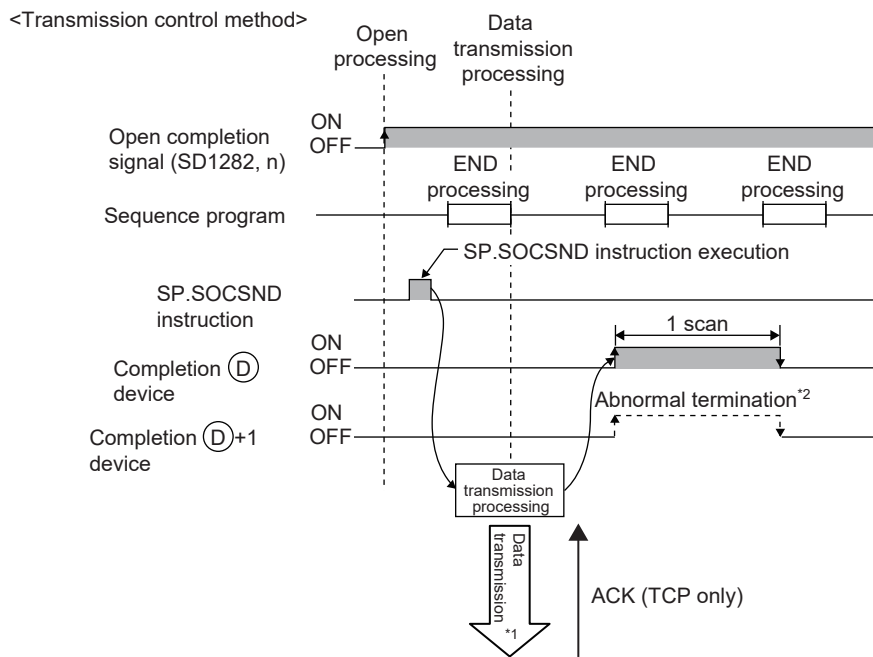 <Transmission control method>
Open
processing
Data
transmission
processing
Open completion
signal (SD1282, n)
ON
OFF
END
processing
END
processing
END
processing
Sequence program
SP.SOCSND instruction execution
SP.SOCSND
instruction
1 scan
ON
OFF
Completion D
device
Abnormal termination*2
ON
OFF
Completion D+1
device
Data
transmission
processing
Data
transmission
*1
ACK (TCP only)